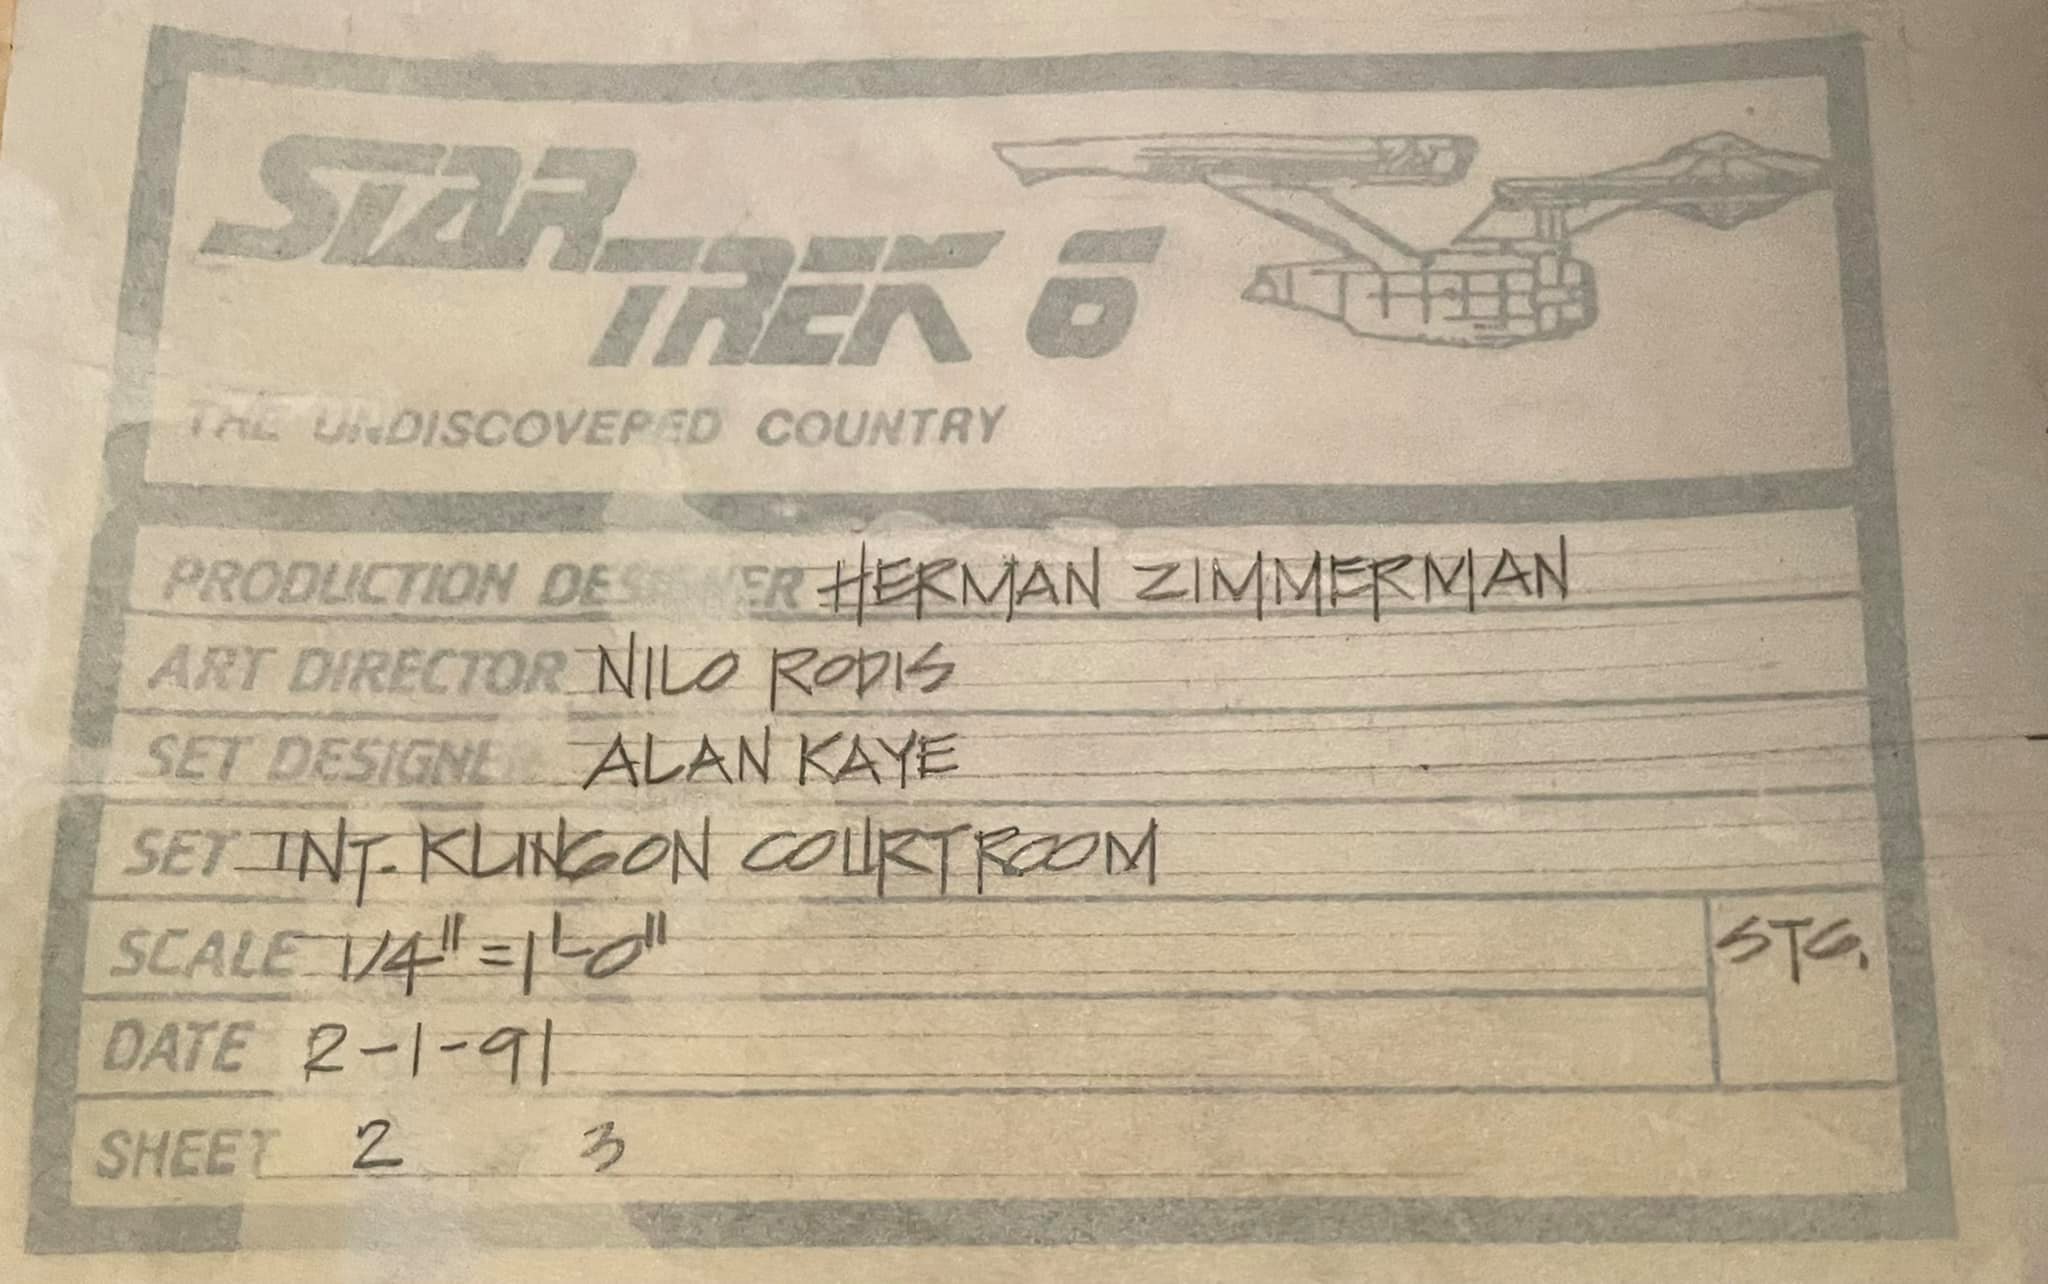 STAR
TREK 6
THE UNDISCOVERED COUNTRY
PRODUCTION DESIGNER HERMAN ZIMMERMAN
ART DIRECTOR NILO RODIS
SET DESIGNER ALAN KAYE
SET INT. KLINGON COURTROOM
SCALE 1/4" = 1'-0"
STG.
DATE 2-1-91
SHEET 2 3